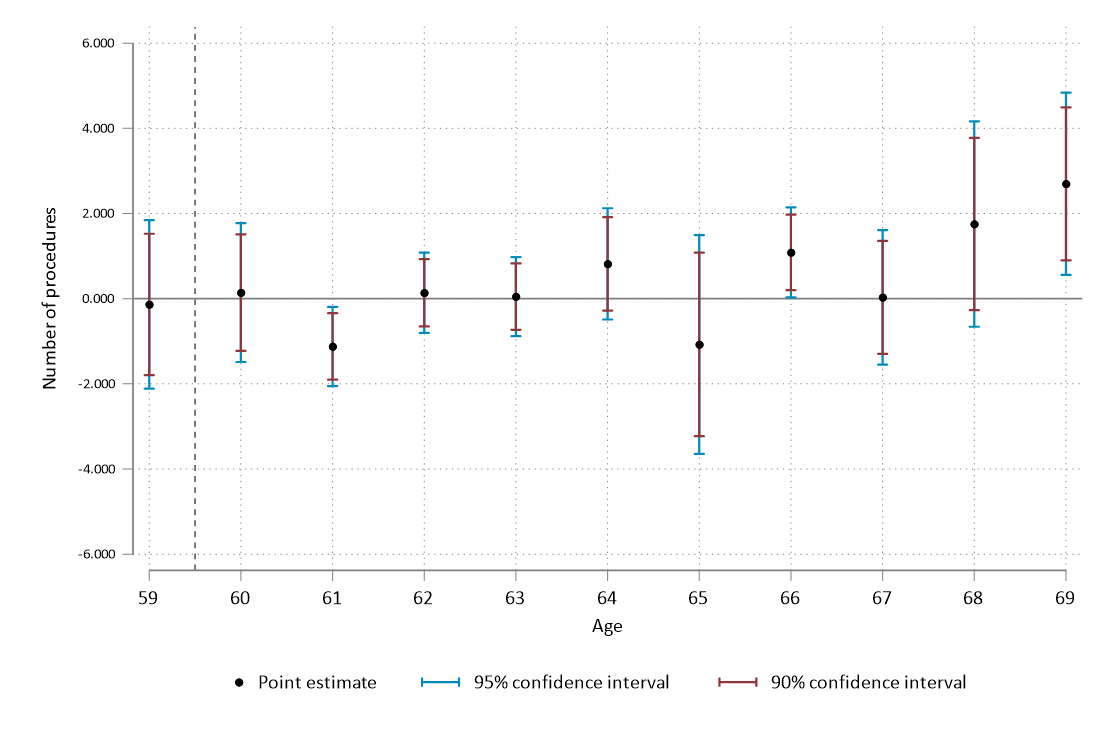 6.000
4.000
2.000
0.000
-2.000
-4.000
-6.000
Number of procedures
59 60 61 62 63 64 65 66 67 68 69
Age
Point estimate 95% confidence interval 90% confidence interval